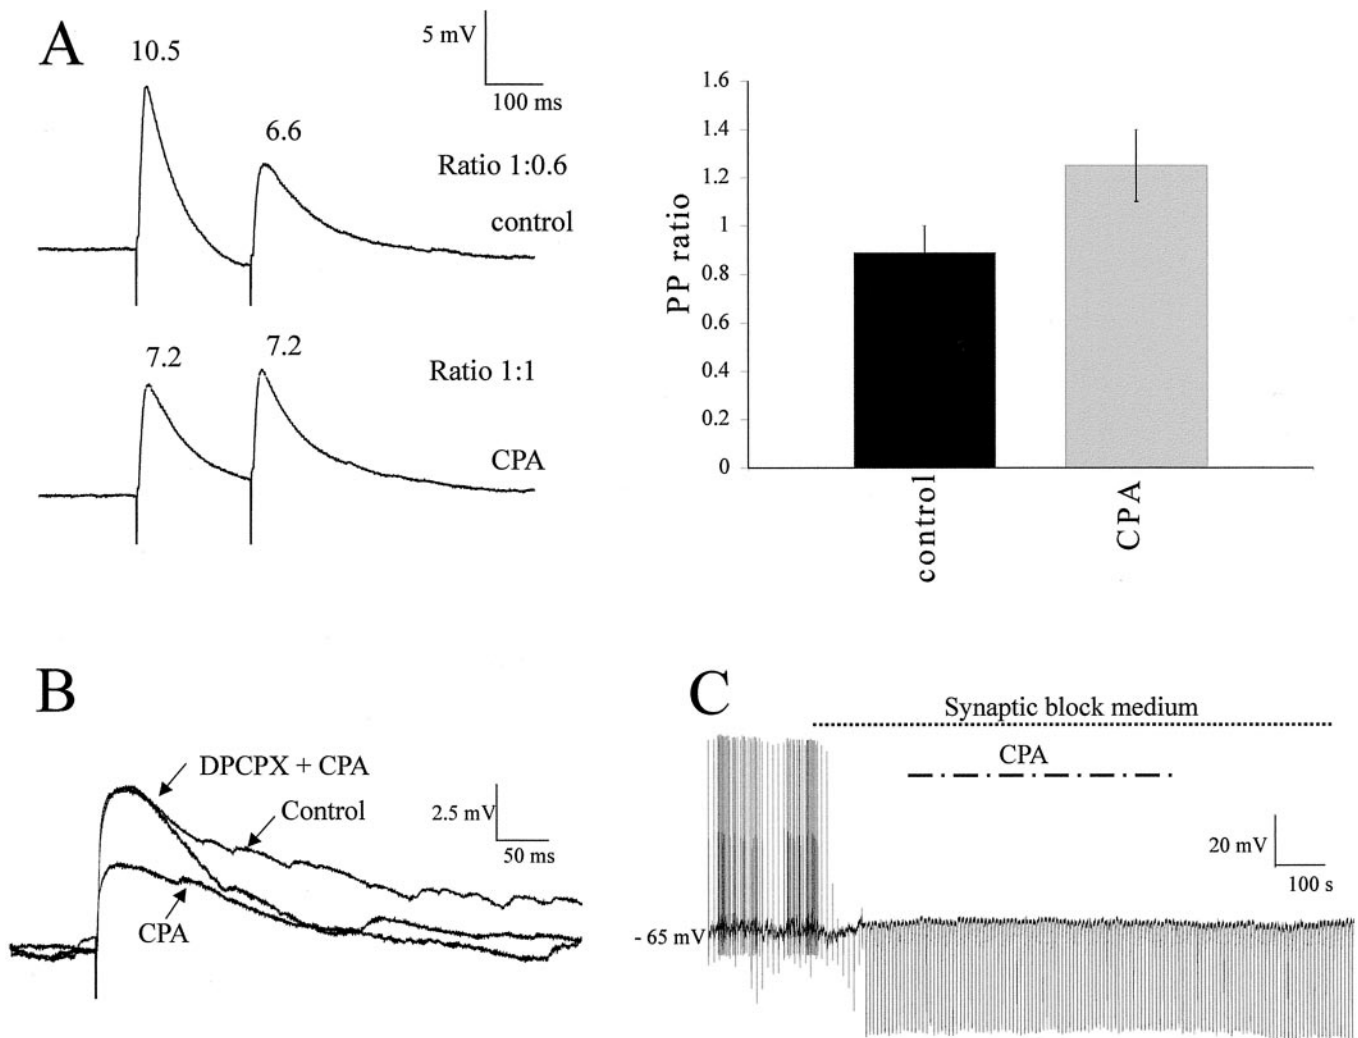 A
10.5
5 mV
100 ms
6.6
Ratio 1:0.6
control
7.2
7.2
Ratio 1:1
CPA
PP ratio
1.6
1.4
1.2
1
0.8
0.6
0.4
0.2
0
control
CPA
B
DPCPX + CPA
Control
CPA
2.5 mV
50 ms
C
Synaptic block medium
CPA
20 mV
100 s
- 65 mV